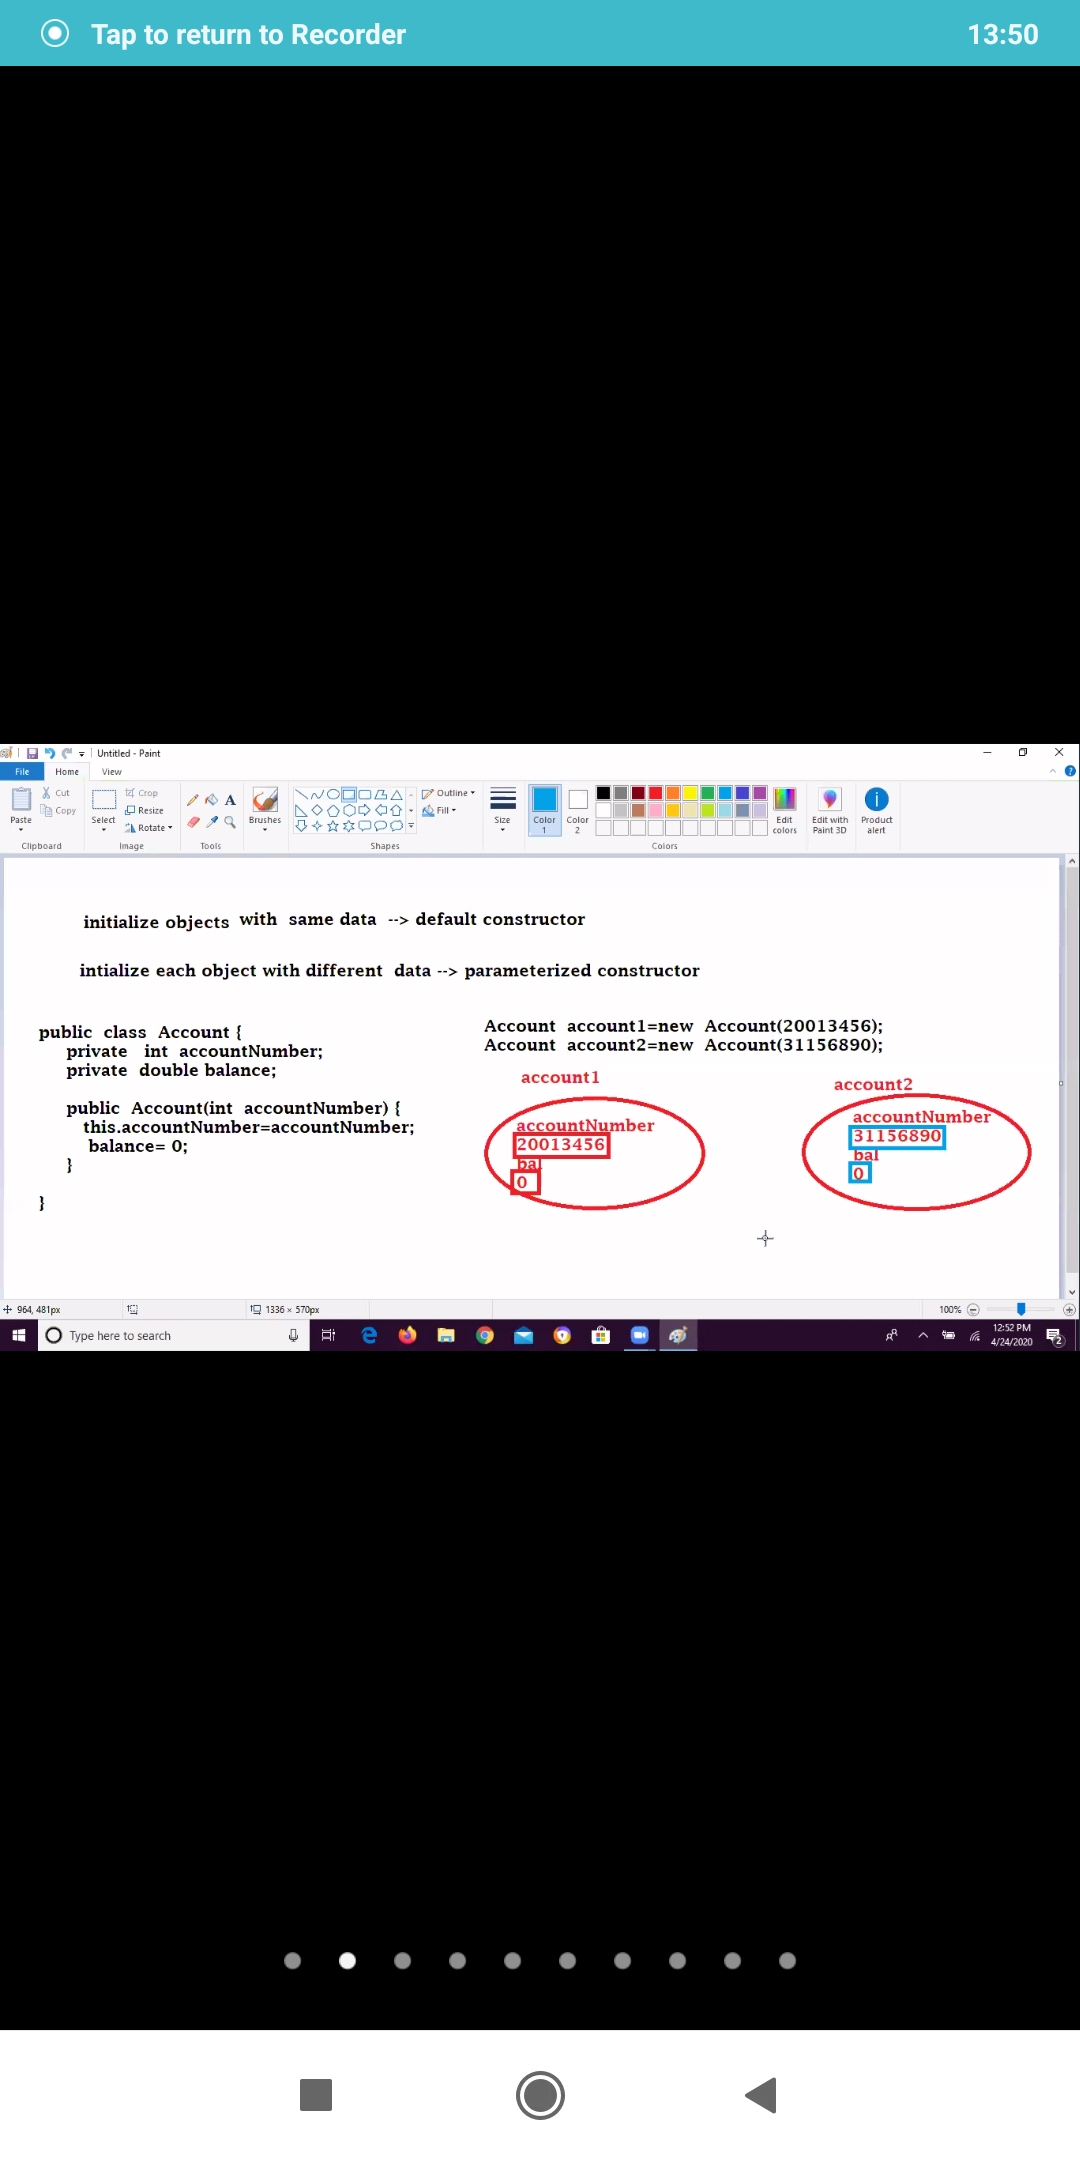 Tap to return to Recorder 13:50
Untitled - Paint
File Home View
Cut Crop Outline
Copy Resize Fill
Paste Select Rotate Brushes Size Color 1 Color 2 Edit colors Edit with Paint 3D Product alert
Clipboard Image Tools Shapes Colors
initialize objects with same data --> default constructor
intialize each object with different data --> parameterized constructor
public class Account {
private int accountNumber;
private double balance;
public Account(int accountNumber) {
this.accountNumber=accountNumber;
balance= 0;
}
}
Account account1=new Account(20013456);
Account account2=new Account(31156890);
account1
accountNumber
20013456
bal
0
account2
accountNumber
31156890
bal
0
964, 481px 1336 × 570px 100%
Type here to search
12:52 PM
4/24/2020
2